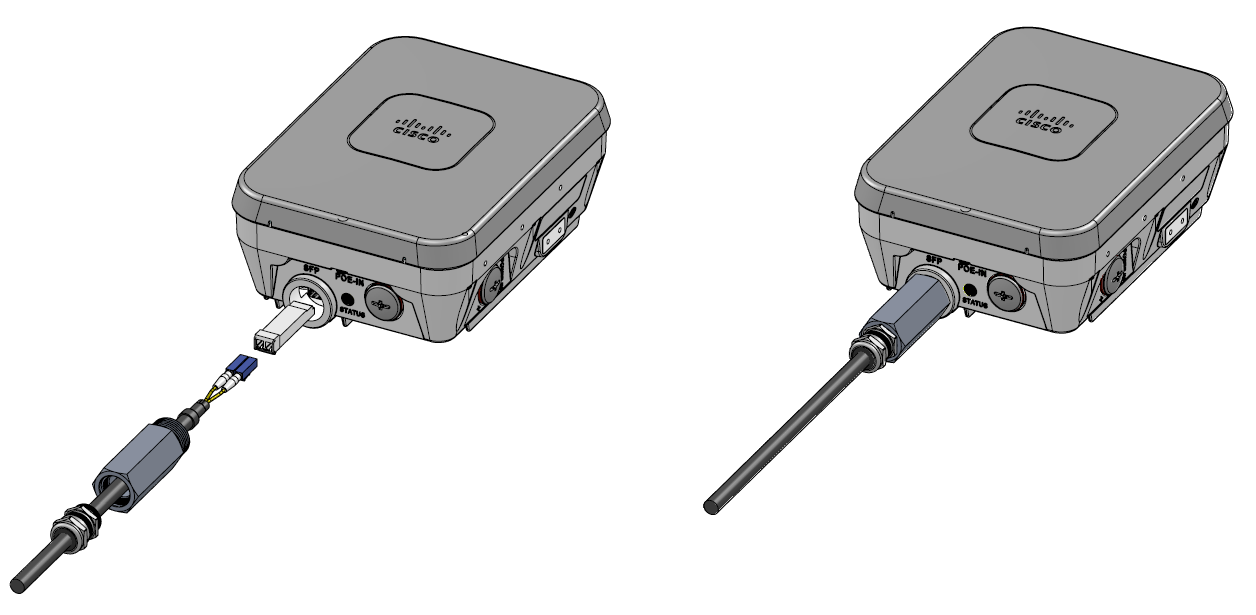 CISCO
SFP
POE-IN
STATUS
CISCO
SFP
POE-IN
STATUS